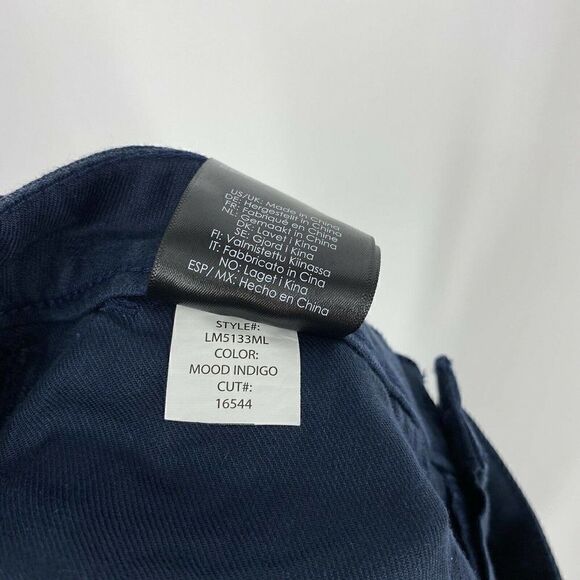 US/UK: Made in China
DE: Hergestellt in China
FR: Fabriqué en Chine
NL: Gemaakt in China
DK: Lavet i Kina
SE: Gjord i Kina
FI: Valmistettu Kiinassa
IT: Fabbricato in Cina
NO: Laget i Kina
ESP/ MX: Hecho en China
STYLE#:
LM5133ML
COLOR:
MOOD INDIGO
CUT#:
16544